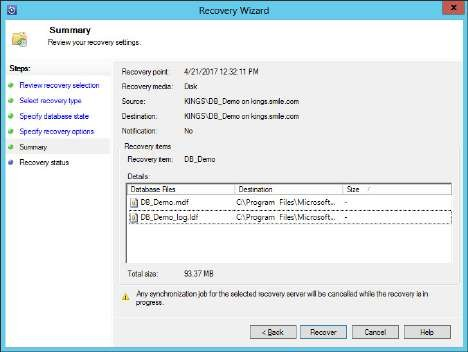 Recovery Wizard
x
Summary
Review your recovery settings.
Steps:
Review recovery selection
Select recovery type
Specify database state
Specify recovery options
Summary
Recovery status
Recovery point: 4/21/2017 12:32:11 PM
Recovery media: Disk
Source: KINGS\DB_Demo on kings.smile.com
Destination: KINGS\DB_Demo on kings.smile.com
Notification: No
Recovery items
Recovery item: DB_Demo
Details:
Database Files Destination Size
DB_Demo.mdf C:\Program Files\Microsoft... -
DB_Demo_log.ldf C:\Program Files\Microsoft... -
Total size: 93.37 MB
Any synchronization job for the selected recovery server will be cancelled while the recovery is in
progress.
< Back Recover Cancel Help